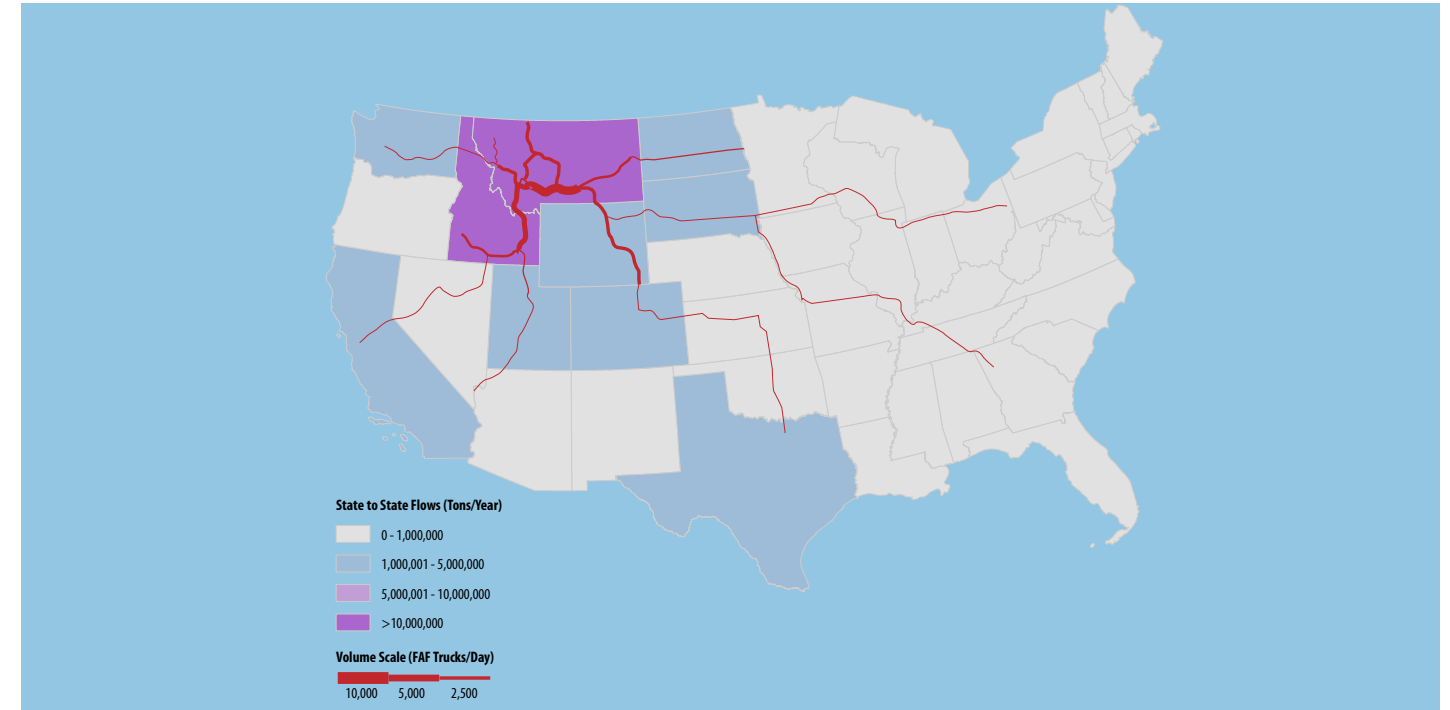 State to State Flows (Tons/Year)
0 - 1,000,000
1,000,001 - 5,000,000
5,000,001 - 10,000,000
>10,000,000
Volume Scale (FAF Trucks/Day)
10,000 5,000 2,500